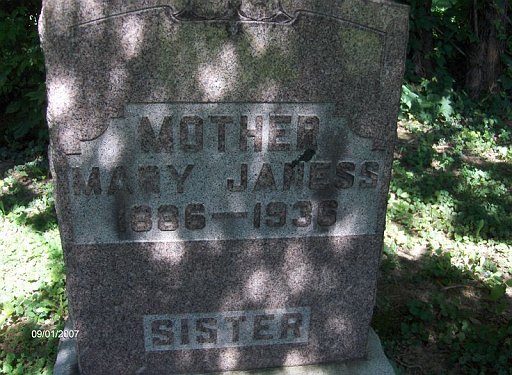 MOTHER
MARY JANESS
1886–1936
SISTER
09/01/2007